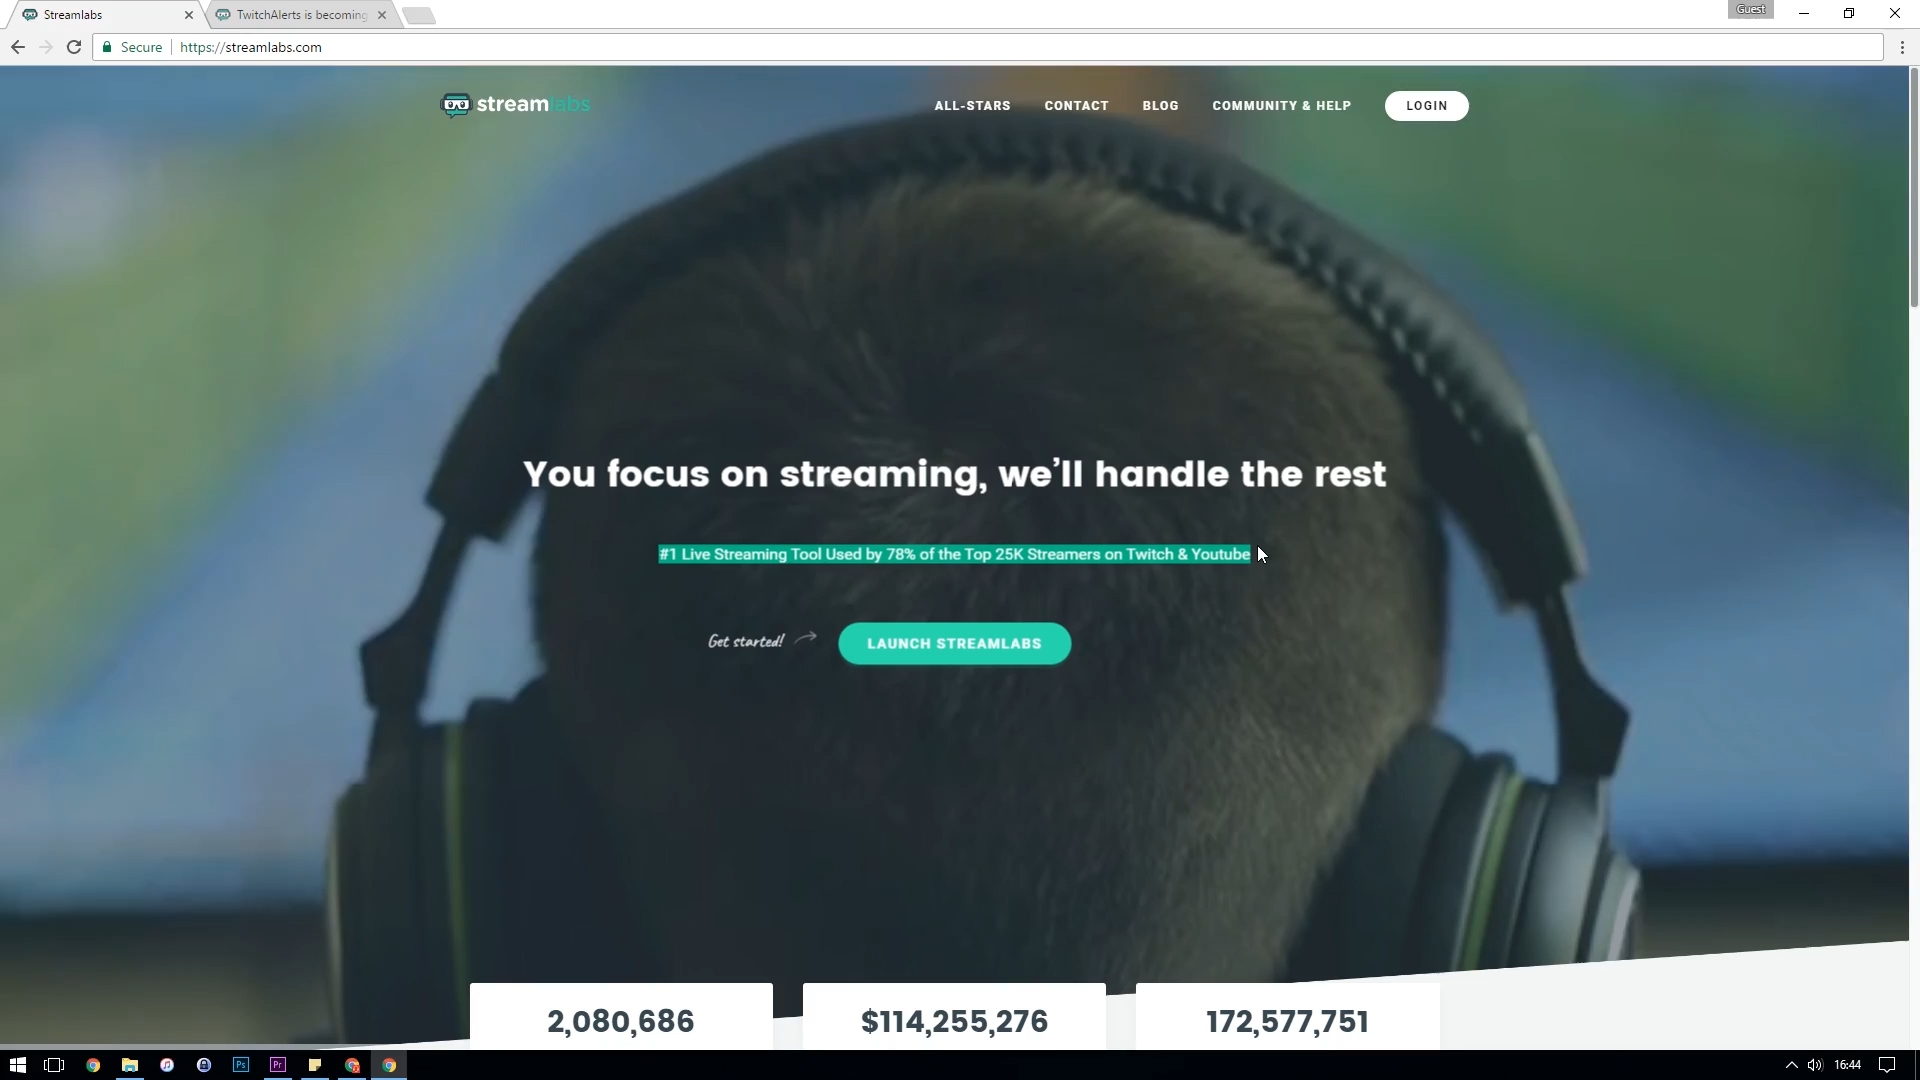 Streamlabs
TwitchAlerts is becoming
Guest
Secure
https://streamlabs.com
streamlabs
ALL-STARS
CONTACT
BLOG
COMMUNITY & HELP
LOGIN
You focus on streaming, we'll handle the rest
#1 Live Streaming Tool Used by 78% of the Top 25K Streamers on Twitch & Youtube
Get started!
LAUNCH STREAMLABS
2,080,686
$114,255,276
172,577,751
Ps
Pr
16:44